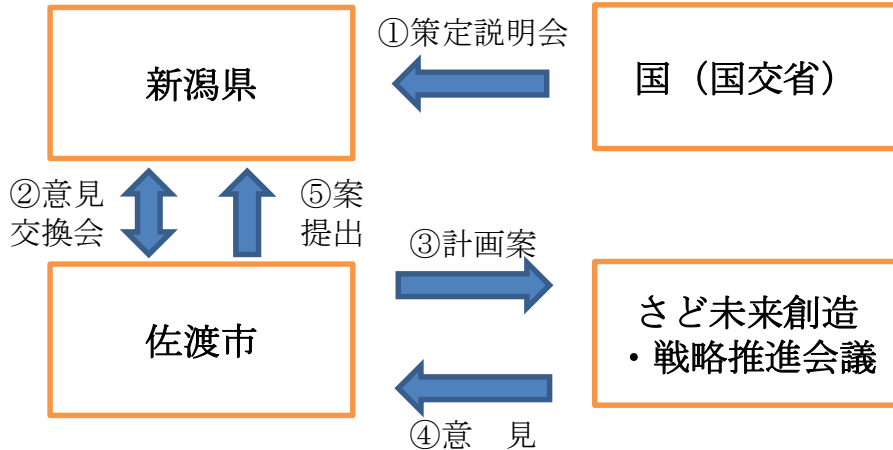 ①策定説明会
新潟県
国（国交省）
②意見
交換会
⑤案
提出
③計画案
佐渡市
さど未来創造
・戦略推進会議
④意　見